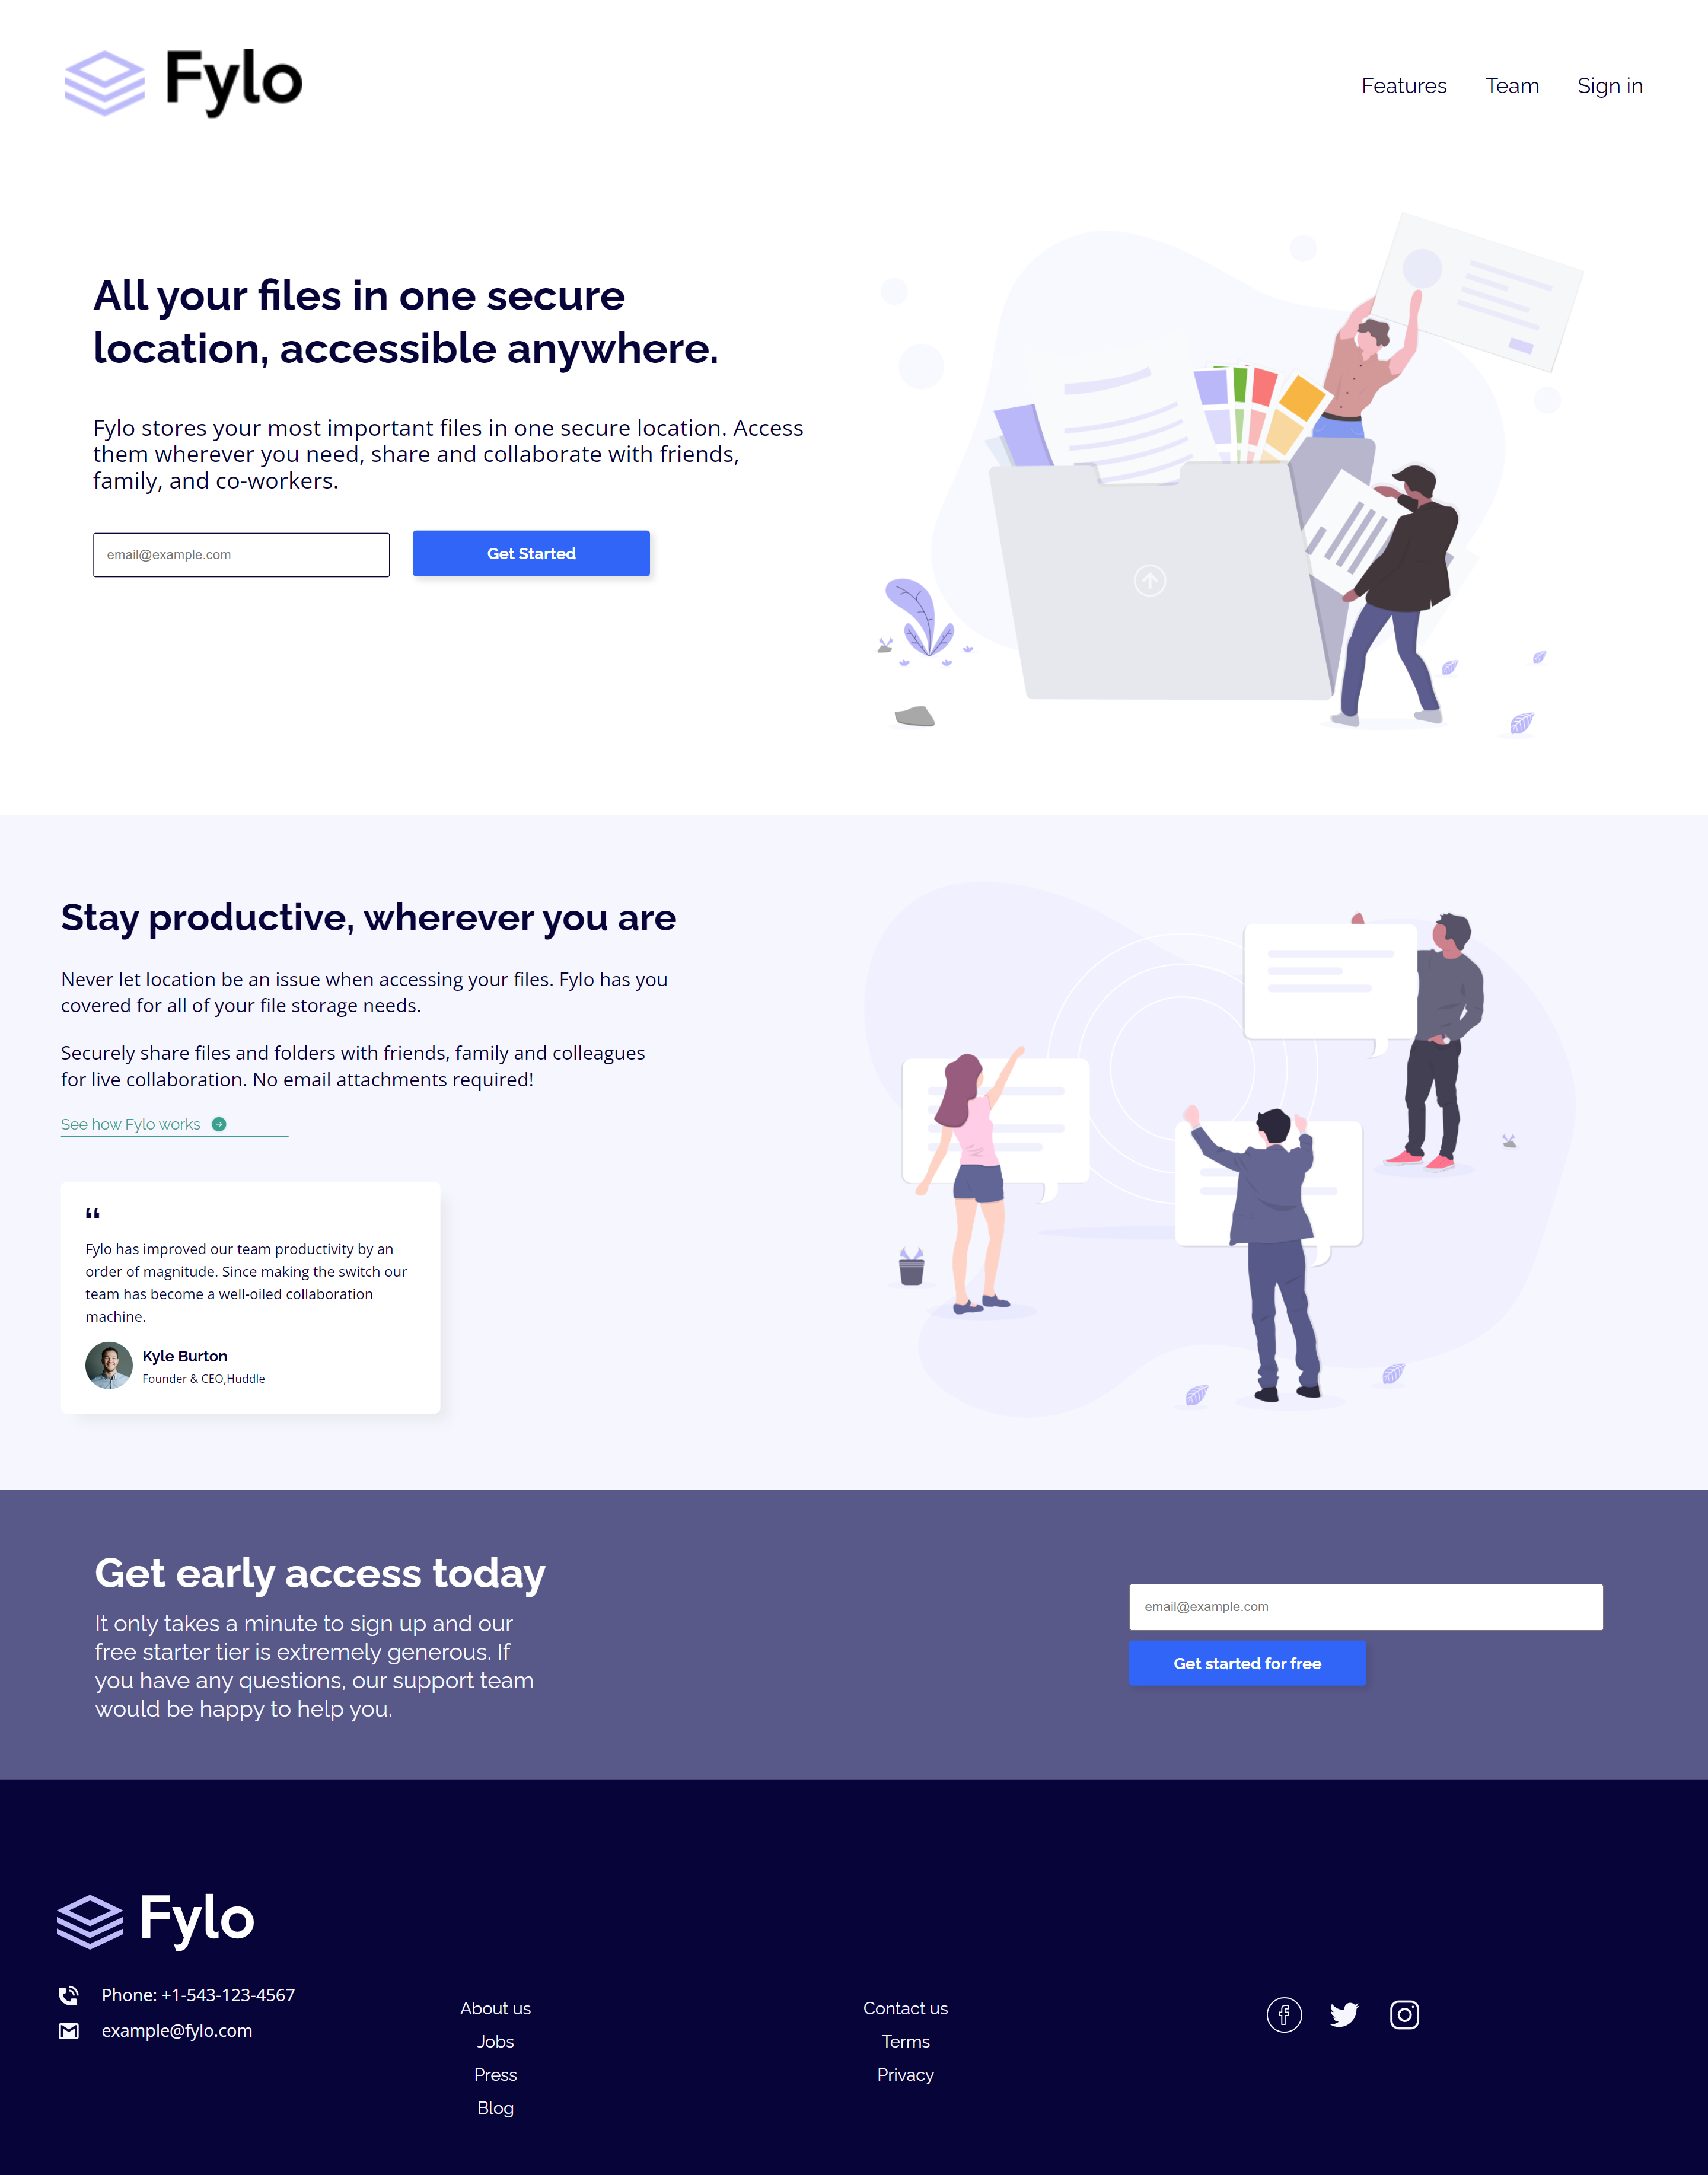 Fylo
Features Team Sign in
All your files in one secure
location, accessible anywhere.
Fylo stores your most important files in one secure location. Access
them wherever you need, share and collaborate with friends,
family, and co-workers.
email@example.com
Get Started
Stay productive, wherever you are
Never let location be an issue when accessing your files. Fylo has you
covered for all of your file storage needs.
Securely share files and folders with friends, family and colleagues
for live collaboration. No email attachments required!
See how Fylo works
“
Fylo has improved our team productivity by an
order of magnitude. Since making the switch our
team has become a well-oiled collaboration
machine.
Kyle Burton
Founder & CEO,Huddle
Get early access today
It only takes a minute to sign up and our
free starter tier is extremely generous. If
you have any questions, our support team
would be happy to help you.
email@example.com
Get started for free
Fylo
Phone: +1-543-123-4567
example@fylo.com
About us
Jobs
Press
Blog
Contact us
Terms
Privacy